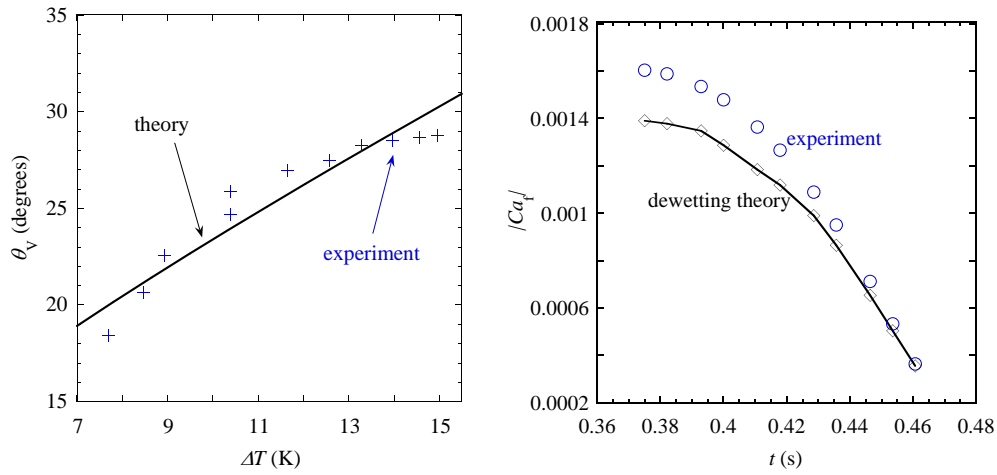 35
30
25
20
15
θV (degrees)
theory
experiment
7
9
11
13
15
ΔT (K)
0.0018
0.0014
0.001
0.0006
0.0002
|Caf|
experiment
dewetting theory
0.36
0.38
0.4
0.42
0.44
0.46
0.48
t (s)